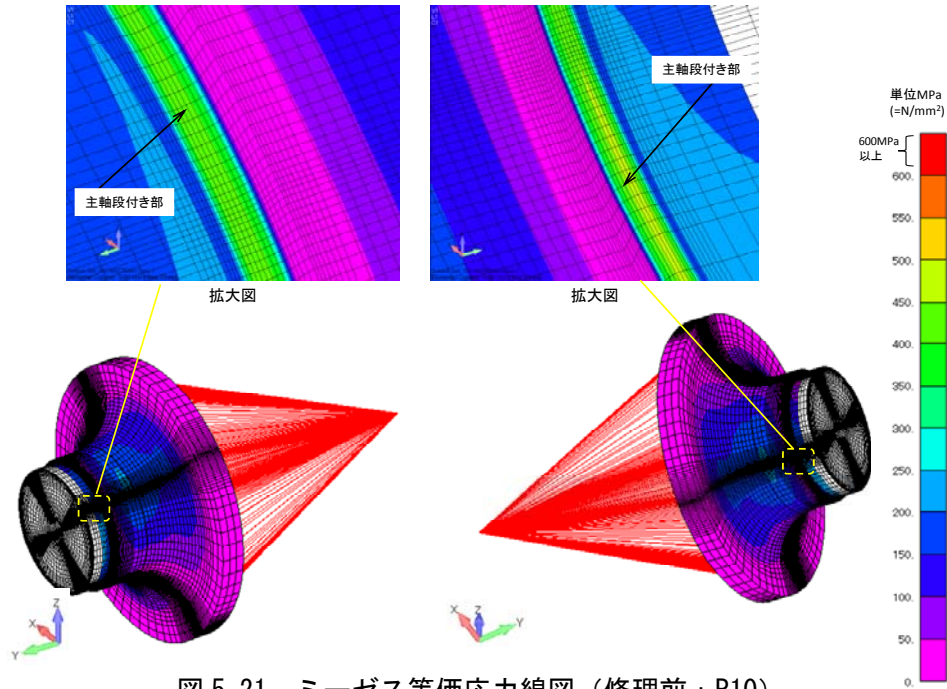 主軸段付き部
拡大図
主軸段付き部
拡大図
単位MPa
(=N/mm²)
600MPa
以上
600.
550.
500.
450.
400.
350.
300.
250.
200.
150.
100.
50.
0.
Z
X
Y
X
Z
Y
図 5-21 ミーゼス等価応力線図（修理前・P10）